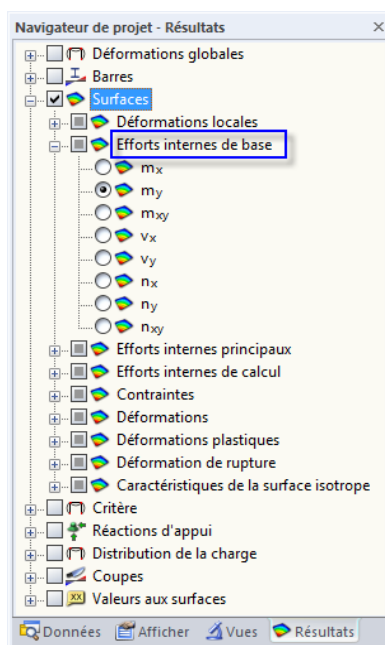 Navigateur de projet - Résultats
Déformations globales
Barres
Surfaces
Déformations locales
Efforts internes de base
mx
my
mxy
vx
vy
nx
ny
nxy
Efforts internes principaux
Efforts internes de calcul
Contraintes
Déformations
Déformations plastiques
Déformation de rupture
Caractéristiques de la surface isotrope
Critère
Réactions d'appui
Distribution de la charge
Coupes
xx Valeurs aux surfaces
Données Afficher Vues Résultats